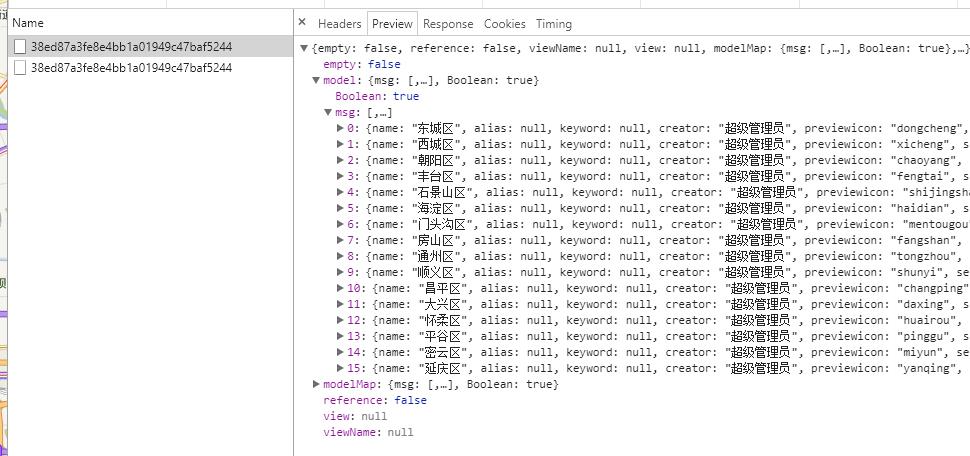 Name
× Headers Preview Response Cookies Timing
38ed87a3fe8e4bb1a01949c47baf5244
38ed87a3fe8e4bb1a01949c47baf5244
▼{empty: false, reference: false, viewName: null, view: null, modelMap: {msg: [,…], Boolean: true},…}
empty: false
▼model: {msg: [,…], Boolean: true}
Boolean: true
▼msg: [,…]
▶0: {name: "东城区", alias: null, keyword: null, creator: "超级管理员", previewicon: "dongcheng",
▶1: {name: "西城区", alias: null, keyword: null, creator: "超级管理员", previewicon: "xicheng", s
▶2: {name: "朝阳区", alias: null, keyword: null, creator: "超级管理员", previewicon: "chaoyang",
▶3: {name: "丰台区", alias: null, keyword: null, creator: "超级管理员", previewicon: "fengtai", s
▶4: {name: "石景山区", alias: null, keyword: null, creator: "超级管理员", previewicon: "shijingsha
▶5: {name: "海淀区", alias: null, keyword: null, creator: "超级管理员", previewicon: "haidian", s
▶6: {name: "门头沟区", alias: null, keyword: null, creator: "超级管理员", previewicon: "mentougou
▶7: {name: "房山区", alias: null, keyword: null, creator: "超级管理员", previewicon: "fangshan",
▶8: {name: "通州区", alias: null, keyword: null, creator: "超级管理员", previewicon: "tongzhou",
▶9: {name: "顺义区", alias: null, keyword: null, creator: "超级管理员", previewicon: "shunyi", se
▶10: {name: "昌平区", alias: null, keyword: null, creator: "超级管理员", previewicon: "changping"
▶11: {name: "大兴区", alias: null, keyword: null, creator: "超级管理员", previewicon: "daxing", s
▶12: {name: "怀柔区", alias: null, keyword: null, creator: "超级管理员", previewicon: "huairou",
▶13: {name: "平谷区", alias: null, keyword: null, creator: "超级管理员", previewicon: "pinggu", s
▶14: {name: "密云区", alias: null, keyword: null, creator: "超级管理员", previewicon: "miyun", se
▶15: {name: "延庆区", alias: null, keyword: null, creator: "超级管理员", previewicon: "yanqing",
▶modelMap: {msg: [,…], Boolean: true}
reference: false
view: null
viewName: null